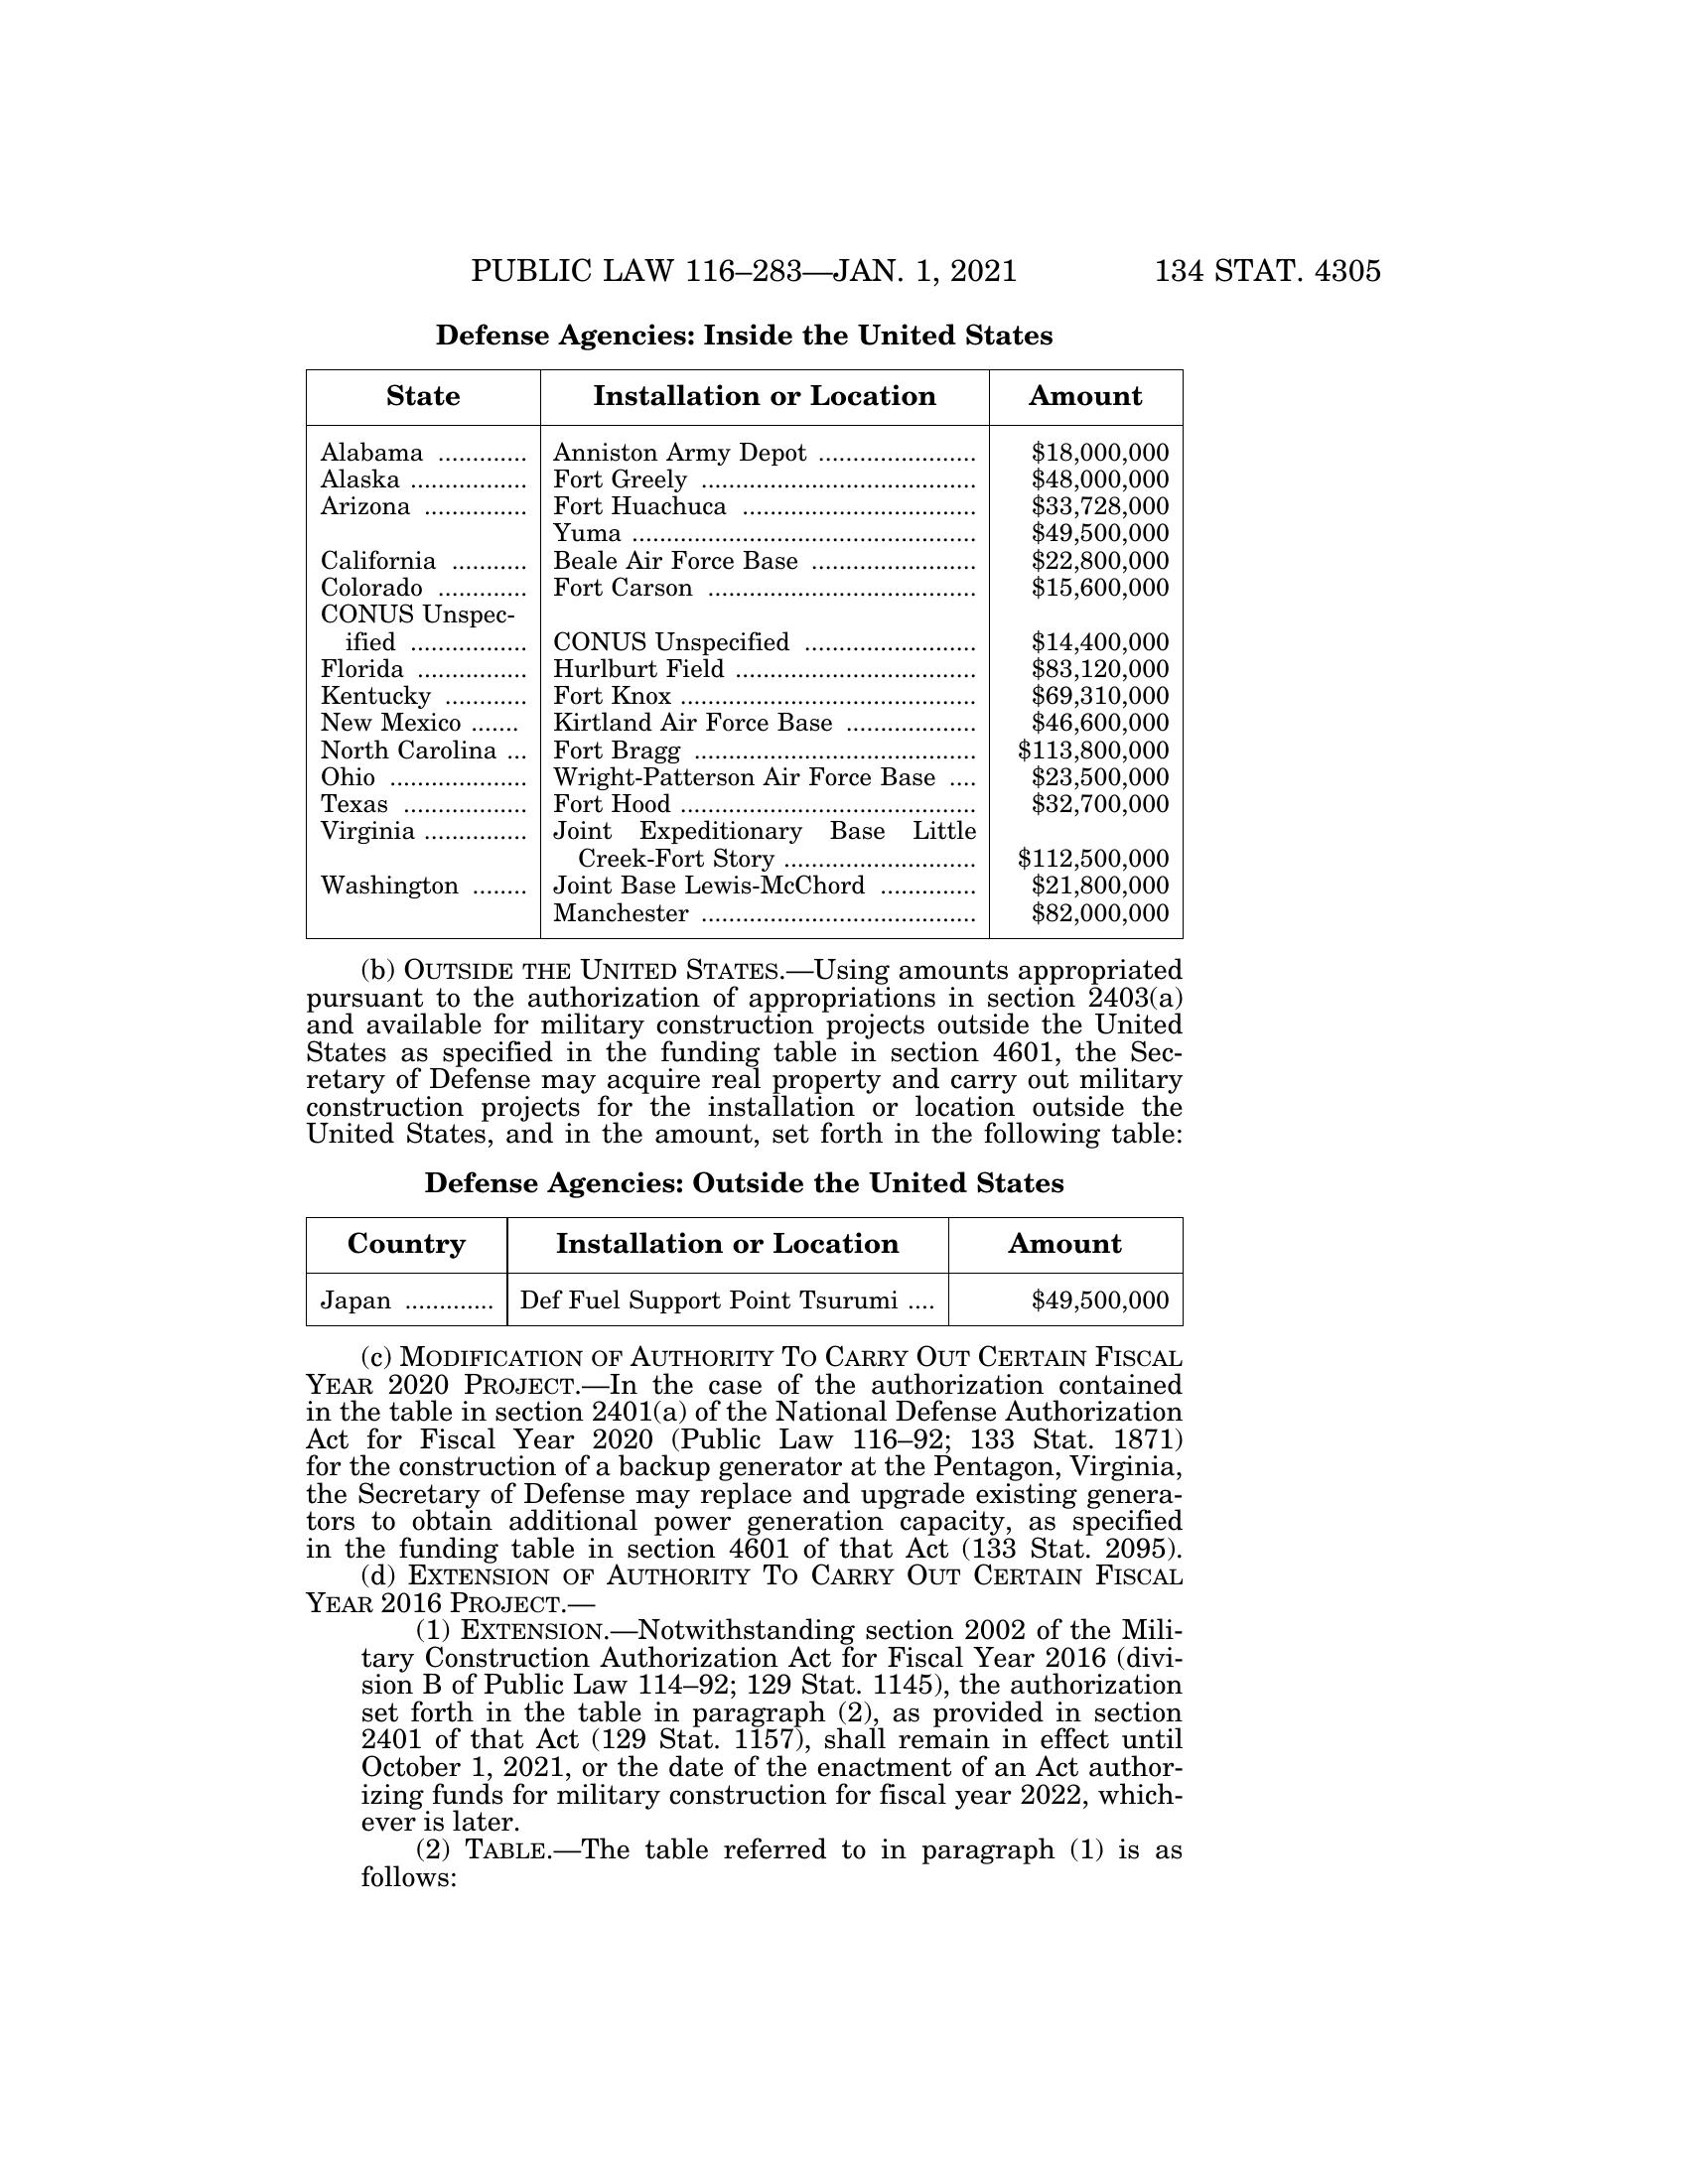 PUBLIC LAW 116–283—JAN. 1, 2021 134 STAT. 4305
Defense Agencies: Inside the United States
State Installation or Location Amount
Alabama ............. Anniston Army Depot ....................... $18,000,000
Alaska ................. Fort Greely ........................................ $48,000,000
Arizona ............... Fort Huachuca .................................. $33,728,000
Yuma .................................................. $49,500,000
California ........... Beale Air Force Base ........................ $22,800,000
Colorado ............. Fort Carson ....................................... $15,600,000
CONUS Unspec-
ified ................. CONUS Unspecified ......................... $14,400,000
Florida ................ Hurlburt Field ................................... $83,120,000
Kentucky ............ Fort Knox ........................................... $69,310,000
New Mexico ....... Kirtland Air Force Base ................... $46,600,000
North Carolina ... Fort Bragg ......................................... $113,800,000
Ohio .................... Wright-Patterson Air Force Base .... $23,500,000
Texas .................. Fort Hood ........................................... $32,700,000
Virginia ............... Joint Expeditionary Base Little
Creek-Fort Story ............................ $112,500,000
Washington ........ Joint Base Lewis-McChord .............. $21,800,000
Manchester ........................................ $82,000,000
(b) OUTSIDE THE UNITED STATES.—Using amounts appropriated
pursuant to the authorization of appropriations in section 2403(a)
and available for military construction projects outside the United
States as specified in the funding table in section 4601, the Sec-
retary of Defense may acquire real property and carry out military
construction projects for the installation or location outside the
United States, and in the amount, set forth in the following table:
Defense Agencies: Outside the United States
Country Installation or Location Amount
Japan ............. Def Fuel Support Point Tsurumi .... $49,500,000
(c) MODIFICATION OF AUTHORITY TO CARRY OUT CERTAIN FISCAL
YEAR 2020 PROJECT.—In the case of the authorization contained
in the table in section 2401(a) of the National Defense Authorization
Act for Fiscal Year 2020 (Public Law 116–92; 133 Stat. 1871)
for the construction of a backup generator at the Pentagon, Virginia,
the Secretary of Defense may replace and upgrade existing genera-
tors to obtain additional power generation capacity, as specified
in the funding table in section 4601 of that Act (133 Stat. 2095).
(d) EXTENSION OF AUTHORITY TO CARRY OUT CERTAIN FISCAL
YEAR 2016 PROJECT.—
(1) EXTENSION.—Notwithstanding section 2002 of the Mili-
tary Construction Authorization Act for Fiscal Year 2016 (divi-
sion B of Public Law 114–92; 129 Stat. 1145), the authorization
set forth in the table in paragraph (2), as provided in section
2401 of that Act (129 Stat. 1157), shall remain in effect until
October 1, 2021, or the date of the enactment of an Act author-
izing funds for military construction for fiscal year 2022, which-
ever is later.
(2) TABLE.—The table referred to in paragraph (1) is as
follows: